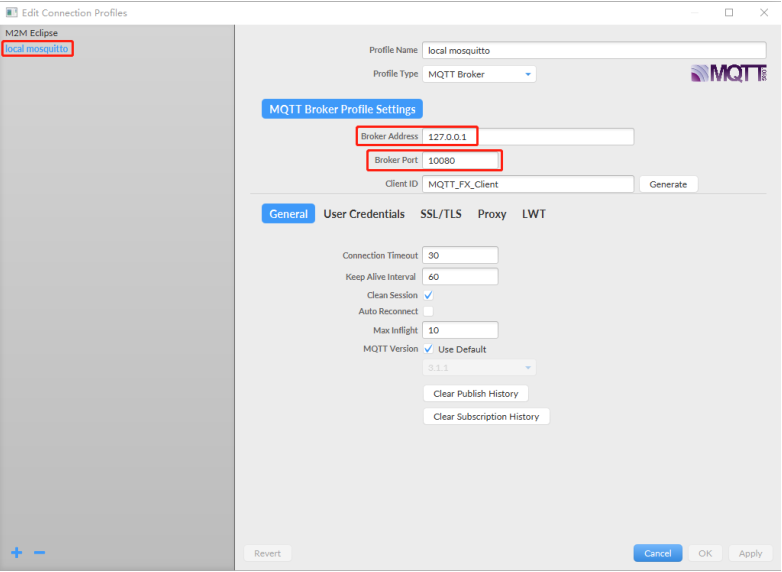 Edit Connection Profiles
M2M Eclipse
local mosquitto
Profile Name local mosquitto
Profile Type MQTT Broker
MQTT.ORG
MQTT Broker Profile Settings
Broker Address 127.0.0.1
Broker Port 10080
Client ID MQTT_FX_Client Generate
General User Credentials SSL/TLS Proxy LWT
Connection Timeout 30
Keep Alive Interval 60
Clean Session
Auto Reconnect
Max Inflight 10
MQTT Version Use Default
3.1.1
Clear Publish History
Clear Subscription History
Revert Cancel OK Apply